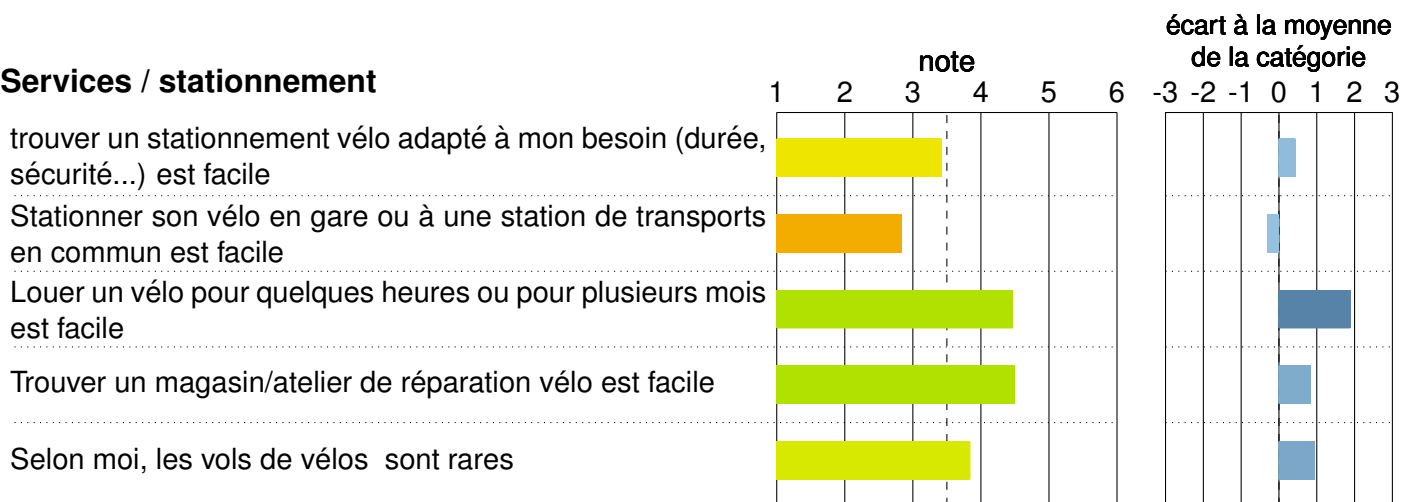 écart à la moyenne
de la catégorie
note
Services / stationnement
1 2 3 4 5 6
-3 -2 -1 0 1 2 3
trouver un stationnement vélo adapté à mon besoin (durée,
sécurité...) est facile
Stationner son vélo en gare ou à une station de transports
en commun est facile
Louer un vélo pour quelques heures ou pour plusieurs mois
est facile
Trouver un magasin/atelier de réparation vélo est facile
Selon moi, les vols de vélos sont rares